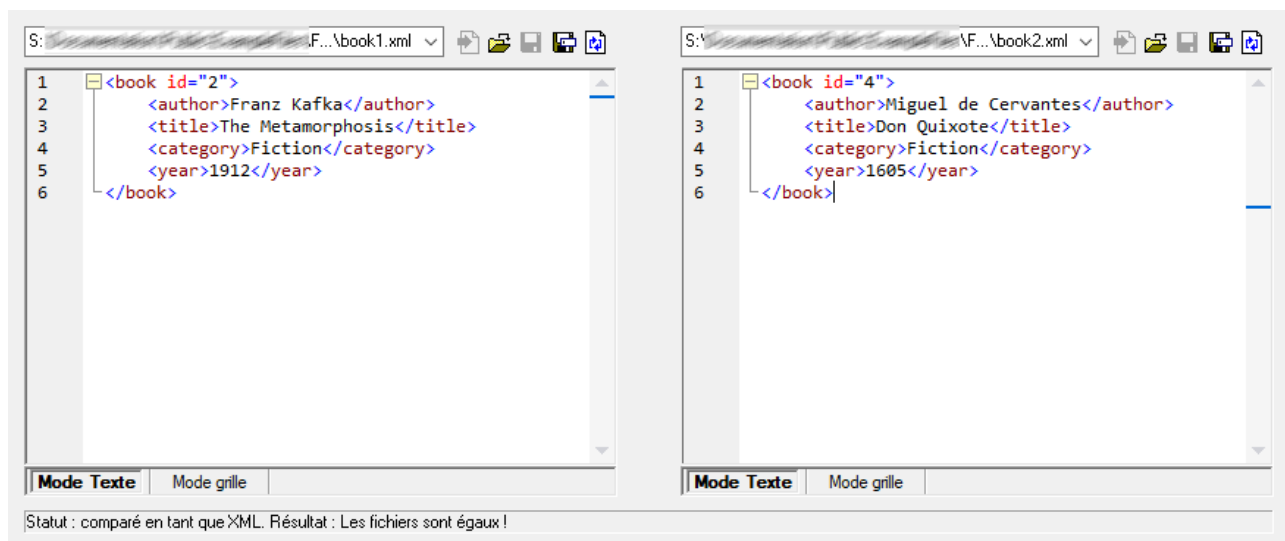 S: F...\book1.xml
1 <book id="2">
2 <author>Franz Kafka</author>
3 <title>The Metamorphosis</title>
4 <category>Fiction</category>
5 <year>1912</year>
6 </book>
Mode Texte Mode grille
S:\ \F...\book2.xml
1 <book id="4">
2 <author>Miguel de Cervantes</author>
3 <title>Don Quixote</title>
4 <category>Fiction</category>
5 <year>1605</year>
6 </book>
Mode Texte Mode grille
Statut : comparé en tant que XML. Résultat : Les fichiers sont égaux !